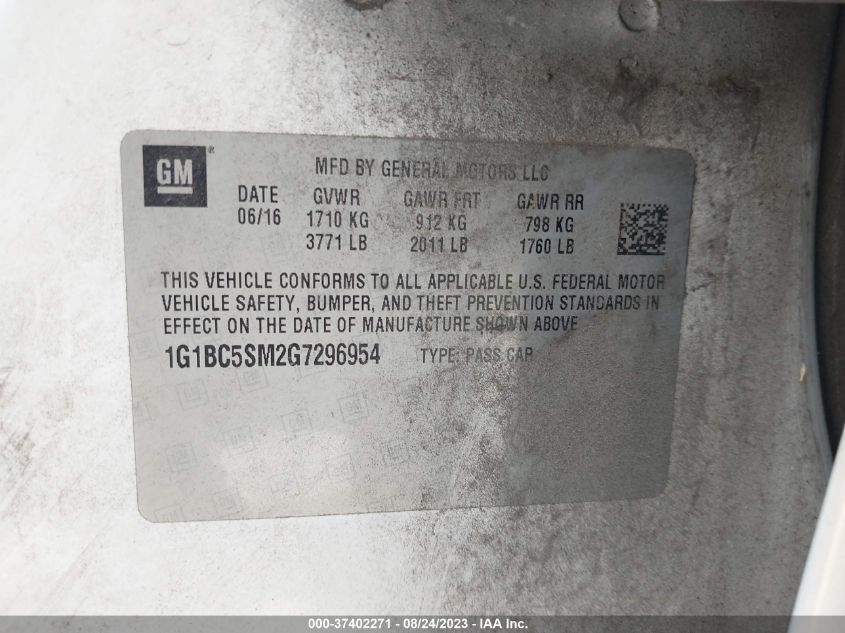 GM®
MFD BY GENERAL MOTORS LLC
DATE GVWR GAWR FRT GAWR RR
06/16 1710 KG 912 KG 798 KG
3771 LB 2011 LB 1760 LB
THIS VEHICLE CONFORMS TO ALL APPLICABLE U.S. FEDERAL MOTOR
VEHICLE SAFETY, BUMPER, AND THEFT PREVENTION STANDARDS IN
EFFECT ON THE DATE OF MANUFACTURE SHOWN ABOVE
1G1BC5SM2G7296954 TYPE: PASS CAR
000-37402271 - 08/24/2023 - IAA Inc.